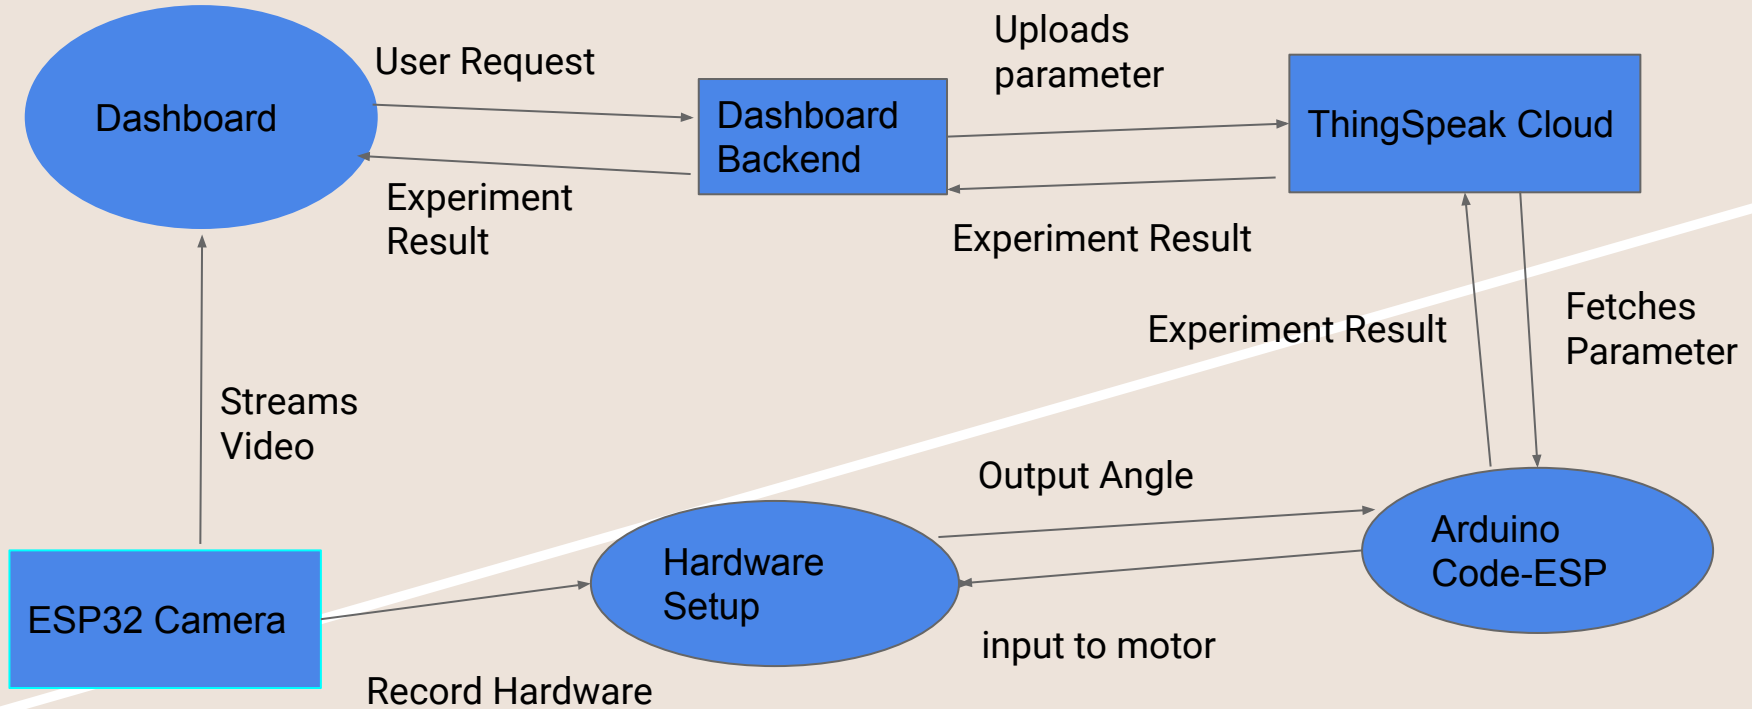 Uploads
parameter
User Request
Dashboard
Dashboard
Backend
ThingSpeak Cloud
Experiment
Result
Experiment Result
Experiment Result
Fetches
Parameter
Streams
Video
Output Angle
Hardware
Setup
Arduino
Code-ESP
ESP32 Camera
input to motor
Record Hardware